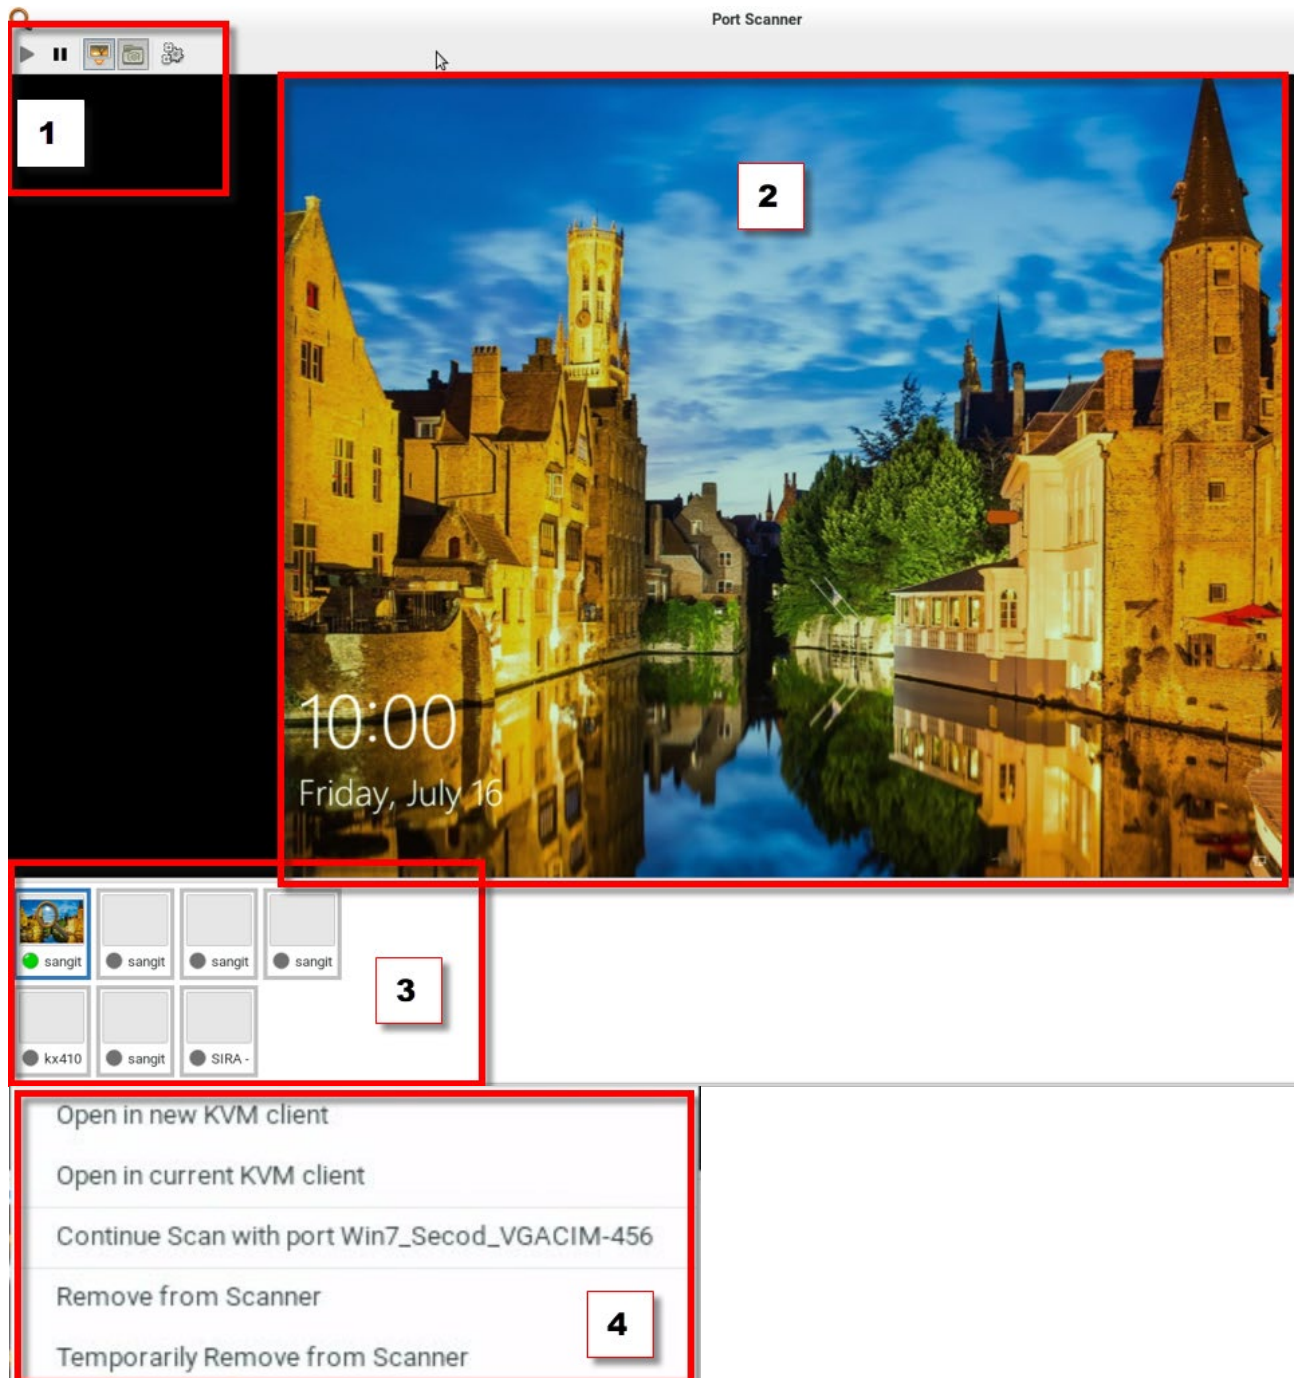 Port Scanner
1
2
10:00
Friday, July 16
sangit
sangit
sangit
sangit
3
kx410
sangit
SIRA -
Open in new KVM client
Open in current KVM client
Continue Scan with port Win7_Secod_VGACIM-456
Remove from Scanner
4
Temporarily Remove from Scanner